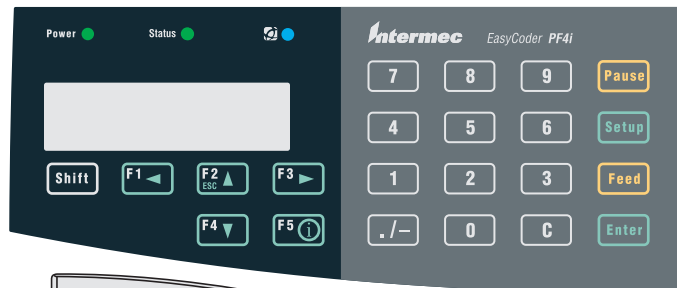 Power Status
Intermec EasyCoder PF4i
7 8 9 Pause
4 5 6 Setup
Shift F1 F2 ESC F3
1 2 3 Feed
F4 F5 i
./– 0 C Enter